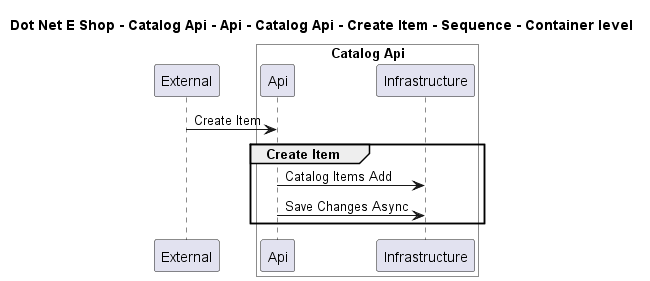 Dot Net E Shop - Catalog Api - Api - Catalog Api - Create Item - Sequence - Container level
Catalog Api
External Api Infrastructure
Create Item
Create Item
Catalog Items Add
Save Changes Async
External Api Infrastructure